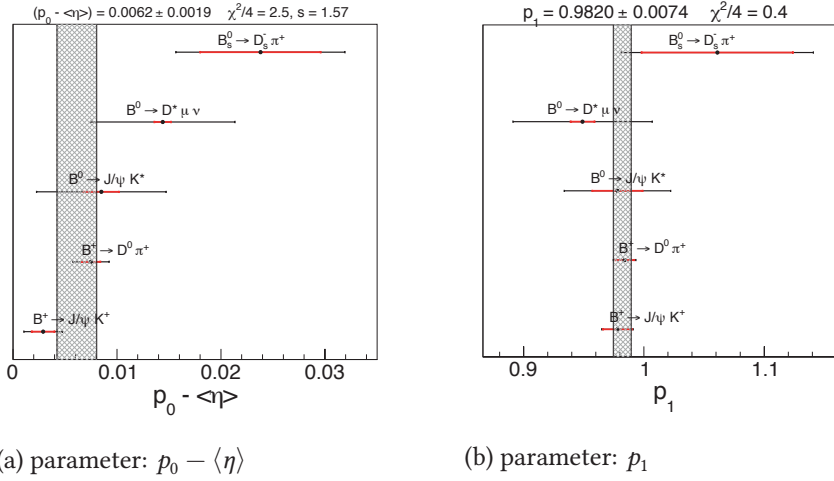 (p₀ - <η>) = 0.0062 ± 0.0019 χ²/4 = 2.5, s = 1.57
B⁰ₛ → D⁻ₛ π⁺
B⁰ → D* μ ν
B⁰ → J/ψ K*
B⁺ → D⁰ π⁺
B⁺ → J/ψ K⁺
0 0.01 0.02 0.03
p₀ - <η>
(a) parameter: p₀ − ⟨η⟩
p₁ = 0.9820 ± 0.0074 χ²/4 = 0.4
B⁰ₛ → D⁻ₛ π⁺
B⁰ → D* μ ν
B⁰ → J/ψ K*
B⁺ → D⁰ π⁺
B⁺ → J/ψ K⁺
0.9 1 1.1
p₁
(b) parameter: p₁